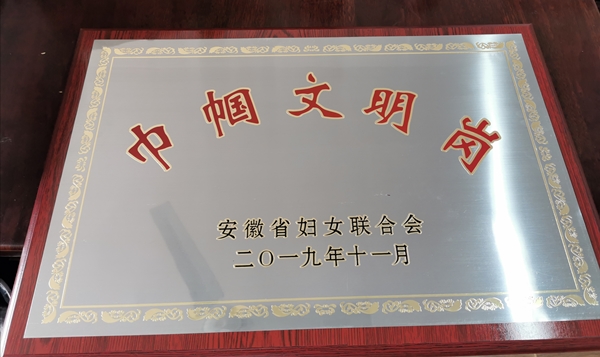 巾帼文明岗
安徽省妇女联合会
二〇一九年十一月